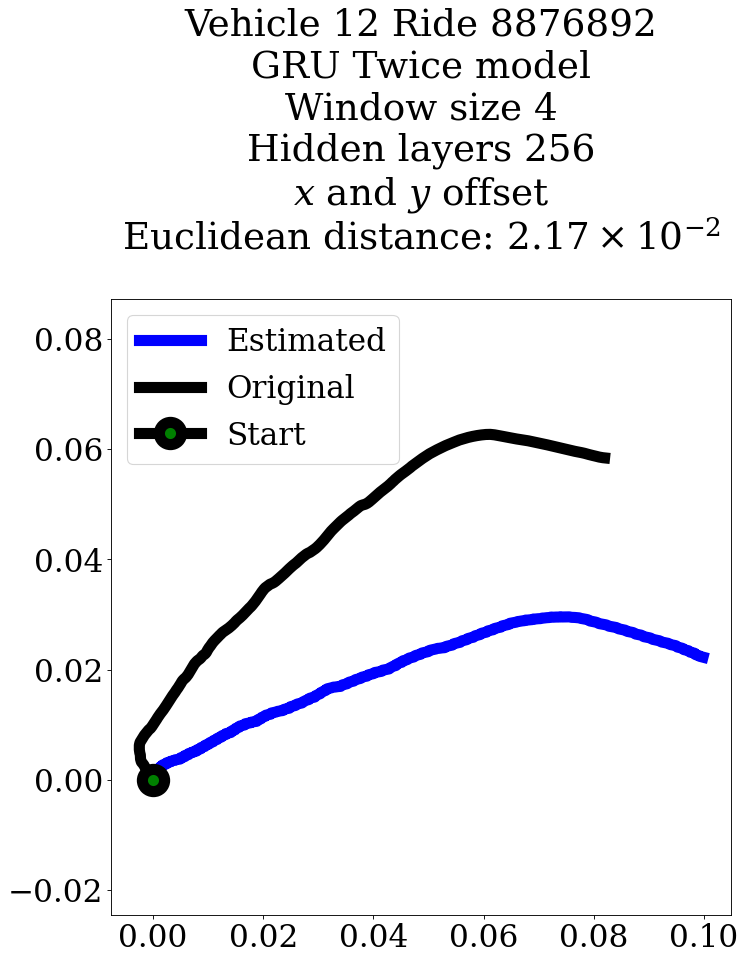 Vehicle 12 Ride 8876892
GRU Twice model
Window size 4
Hidden layers 256
x and y offset
Euclidean distance: 2.17 × 10⁻²
Estimated
Original
Start
0.08
0.06
0.04
0.02
0.00
−0.02
0.00 0.02 0.04 0.06 0.08 0.10